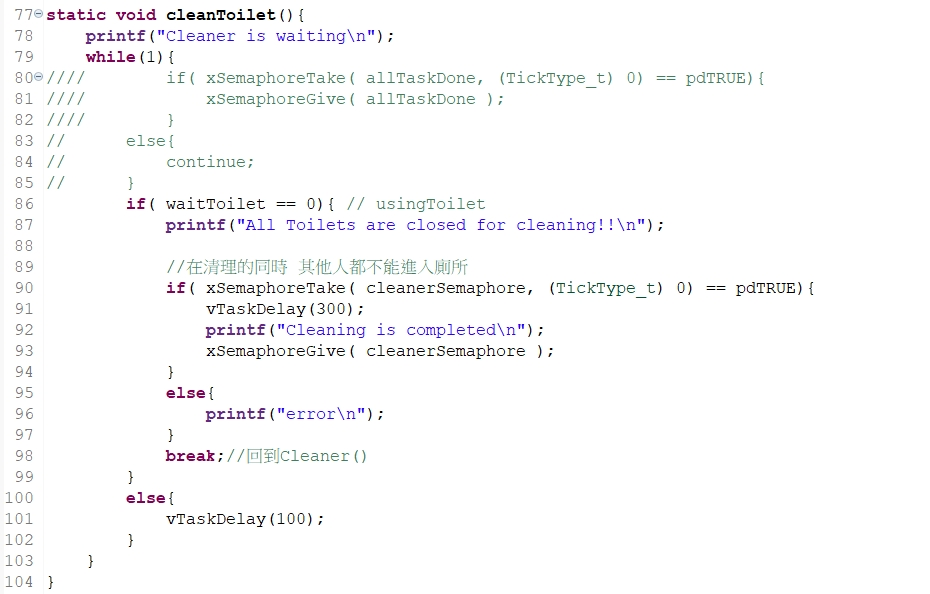 77 static void cleanToilet(){
78     printf("Cleaner is waiting\n");
79     while(1){
80 ////        if( xSemaphoreTake( allTaskDone, (TickType_t) 0) == pdTRUE){
81 ////            xSemaphoreGive( allTaskDone );
82 ////        }
83 //      else{
84 //          continue;
85 //      }
86         if( waitToilet == 0){ // usingToilet
87             printf("All Toilets are closed for cleaning!!\n");
88
89             //在清理的同時 其他人都不能進入廁所
90             if( xSemaphoreTake( cleanerSemaphore, (TickType_t) 0) == pdTRUE){
91                 vTaskDelay(300);
92                 printf("Cleaning is completed\n");
93                 xSemaphoreGive( cleanerSemaphore );
94             }
95             else{
96                 printf("error\n");
97             }
98             break;//回到Cleaner()
99         }
100         else{
101             vTaskDelay(100);
102         }
103     }
104 }